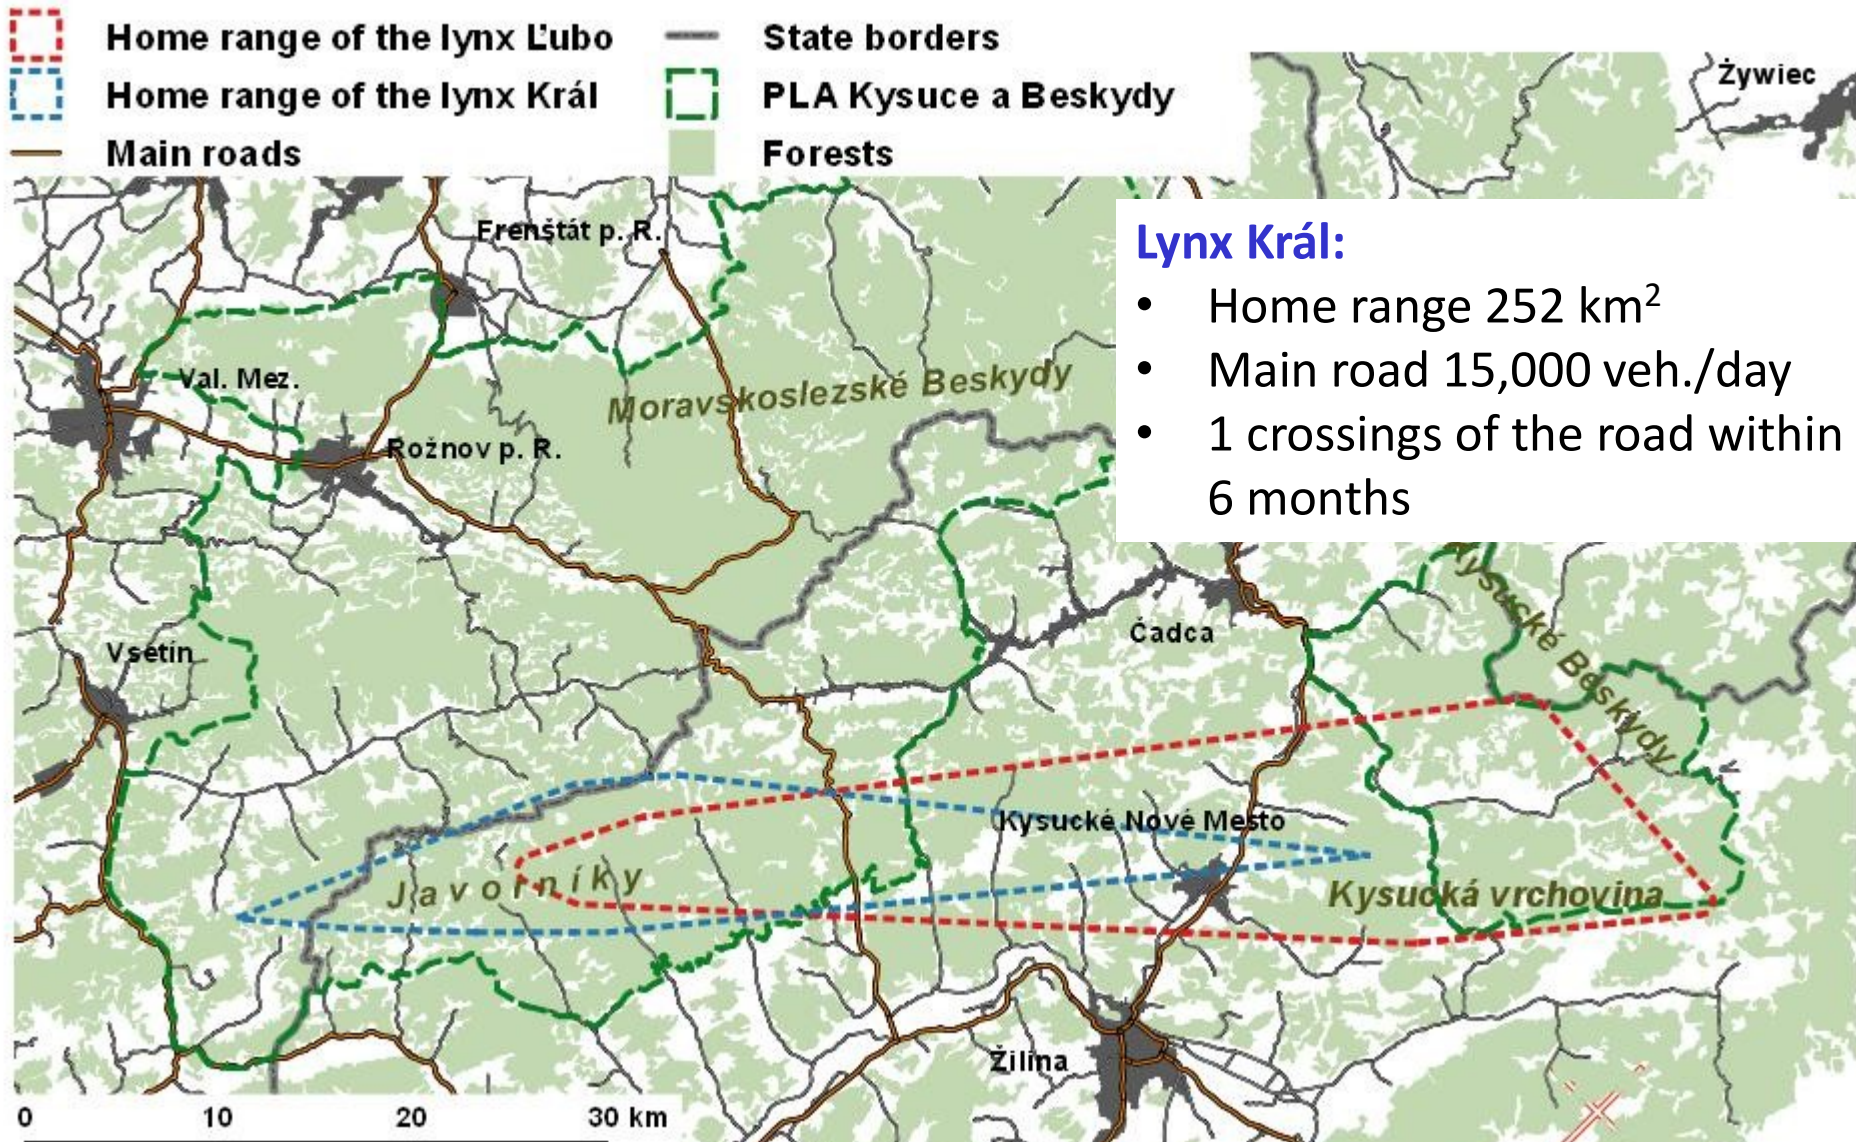 Home range of the lynx Ľubo
Home range of the lynx Král
Main roads
State borders
PLA Kysuce a Beskydy
Forests
Żywiec
Lynx Král:
• Home range 252 km²
• Main road 15,000 veh./day
• 1 crossings of the road within
6 months
Frenštát p. R.
Val. Mez.
Moravskoslezské Beskydy
Rožnov p. R.
Kysucké Beskydy
Čadca
Vsetín
Kysucké Nové Mesto
Javorníky
Kysucká vrchovina
Žilina
0 10 20 30 km